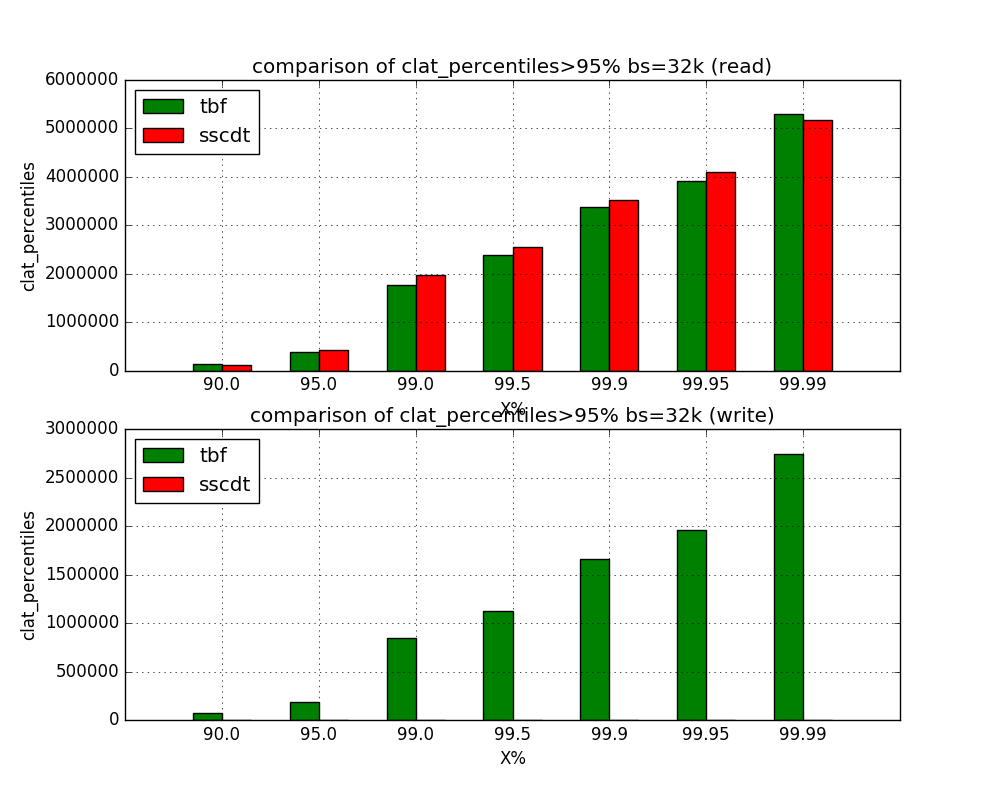 comparison of clat_percentiles>95% bs=32k (read)
6000000
5000000
4000000
3000000
2000000
1000000
0
clat_percentiles
tbf
sscdt
90.0 95.0 99.0 99.5 99.9 99.95 99.99
X%
comparison of clat_percentiles>95% bs=32k (write)
3000000
2500000
2000000
1500000
1000000
500000
0
clat_percentiles
tbf
sscdt
90.0 95.0 99.0 99.5 99.9 99.95 99.99
X%